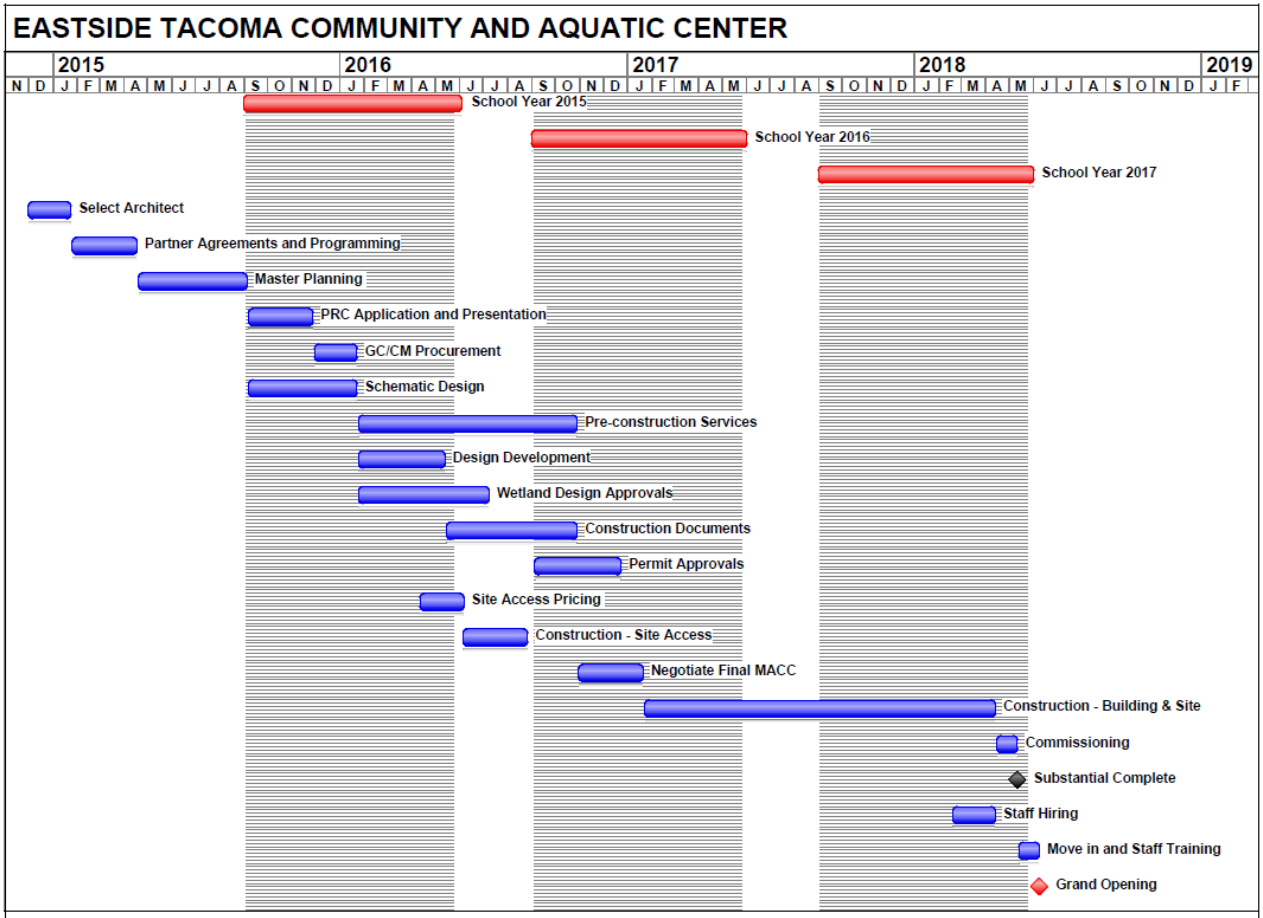 EASTSIDE TACOMA COMMUNITY AND AQUATIC CENTER
2015 2016 2017 2018 2019
N D J F M A M J J A S O N D J F M A M J J A S O N D J F M A M J J A S O N D J F M A M J J A S O N D J F
School Year 2015
School Year 2016
School Year 2017
Select Architect
Partner Agreements and Programming
Master Planning
PRC Application and Presentation
GC/CM Procurement
Schematic Design
Pre-construction Services
Design Development
Wetland Design Approvals
Construction Documents
Permit Approvals
Site Access Pricing
Construction - Site Access
Negotiate Final MACC
Construction - Building & Site
Commissioning
Substantial Complete
Staff Hiring
Move in and Staff Training
Grand Opening